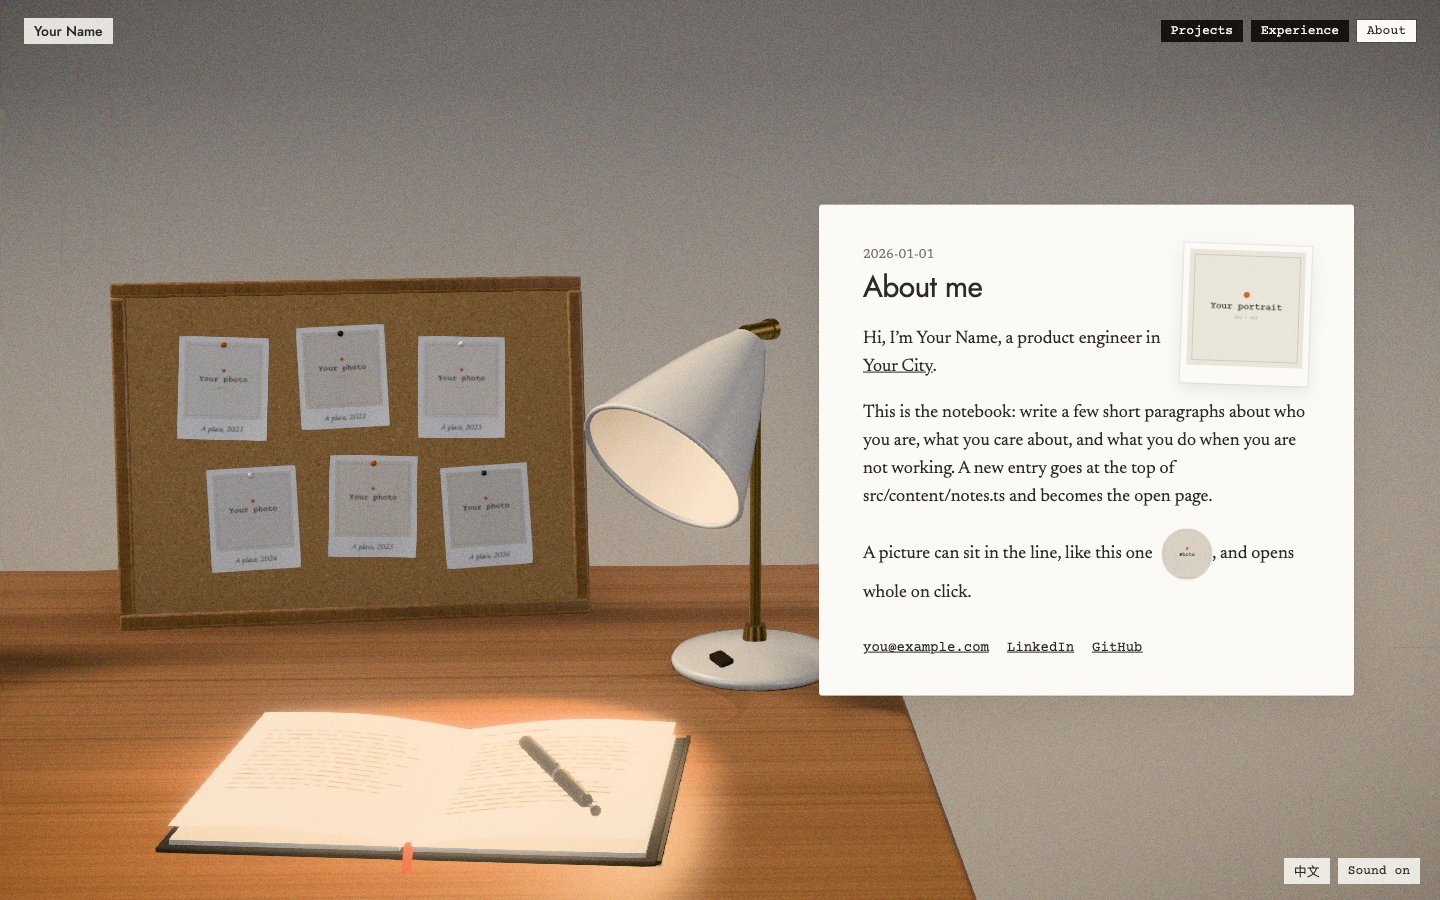 Your Name
Projects
Experience
About
2026-01-01
About me
Your portrait
Hi, I’m Your Name, a product engineer in
Your City.
This is the notebook: write a few short paragraphs about who
you are, what you care about, and what you do when you are
not working. A new entry goes at the top of
src/content/notes.ts and becomes the open page.
A picture can sit in the line, like this one
Photo
, and opens
whole on click.
you@example.com LinkedIn GitHub
Your photo
A place, 2021
Your photo
A place, 2022
Your photo
A place, 2023
Your photo
A place, 2024
Your photo
A place, 2025
Your photo
A place, 2026
中文
Sound on